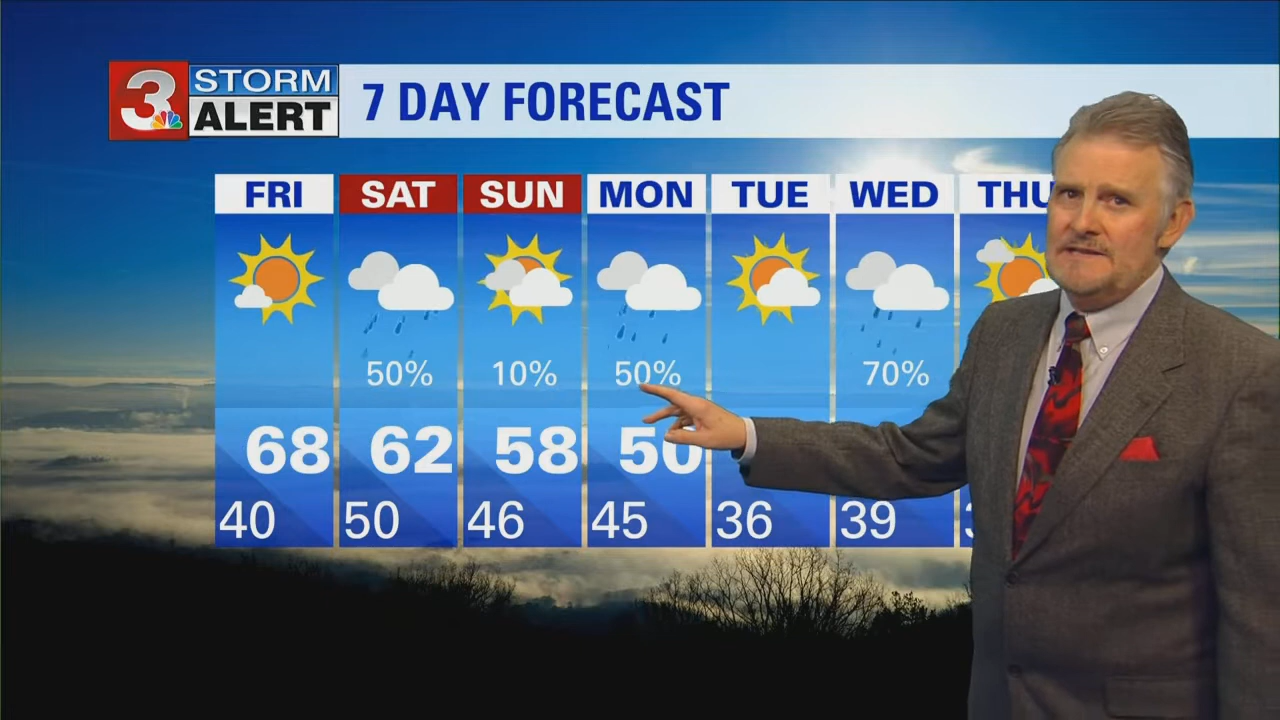 3 STORM
ALERT
7 DAY FORECAST
FRI SAT SUN MON TUE WED THU
50% 10% 50% 70%
68 62 58 50
40 50 46 45 36 39